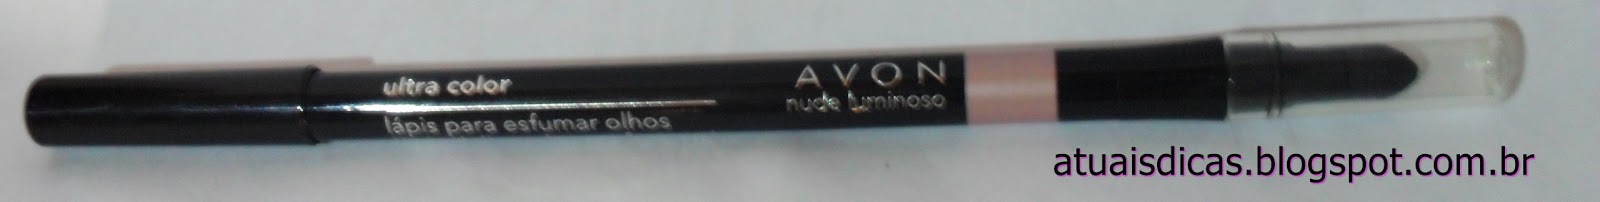 ultra color
lápis para esfumar olhos
AVON
nude luminoso
atuaisdicas.blogspot.com.br